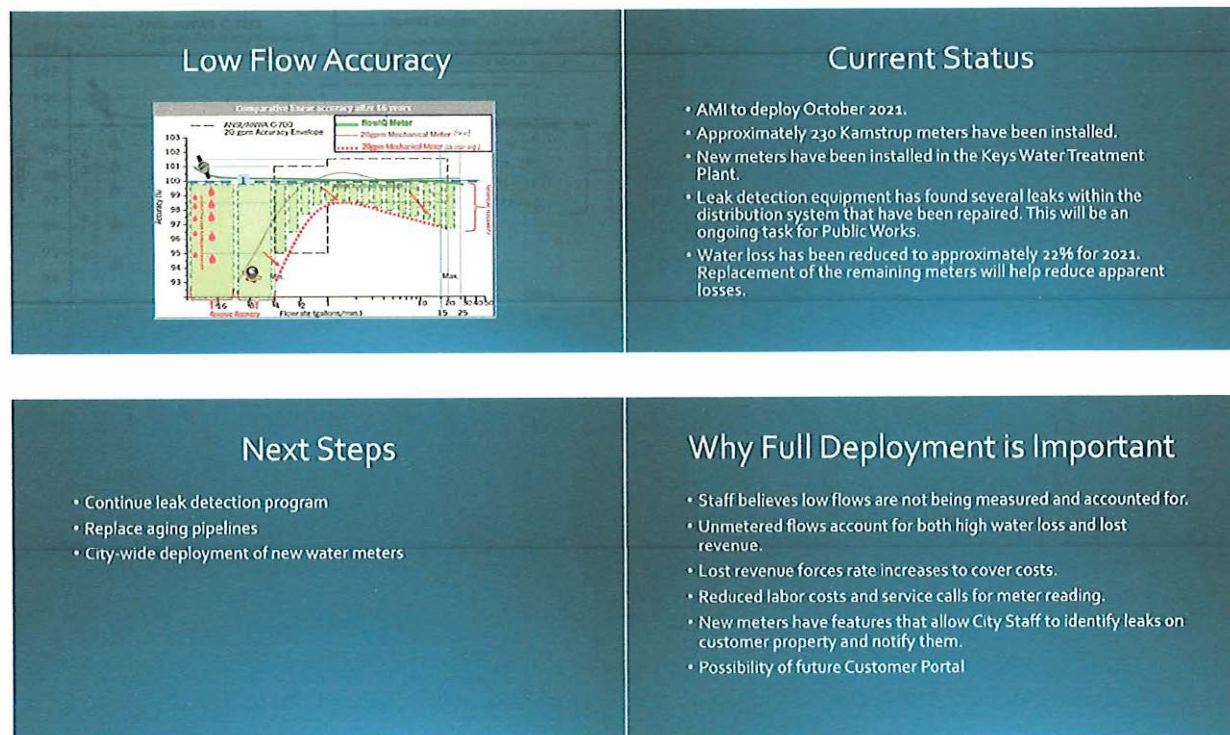 Low Flow Accuracy
Comparative linear accuracy after 16 years
ANSI/AWWA C-700
20 gpm Accuracy Envelope
flowIQ Meter
20gpm Mechanical Meter
20gpm Mechanical Meter
103
102
101
100
99
98
97
96
95
94
93
Accuracy
Max.
10
20
30
40
50
Flow rate (gallons/min.)
15
25
Current Status
• AMI to deploy October 2021.
• Approximately 230 Kamstrup meters have been installed.
• New meters have been installed in the Keys Water Treatment
Plant.
• Leak detection equipment has found several leaks within the
distribution system that have been repaired. This will be an
ongoing task for Public Works.
• Water loss has been reduced to approximately 22% for 2021.
Replacement of the remaining meters will help reduce apparent
losses.
Next Steps
• Continue leak detection program
• Replace aging pipelines
• City-wide deployment of new water meters
Why Full Deployment is Important
• Staff believes low flows are not being measured and accounted for.
• Unmetered flows account for both high water loss and lost
revenue.
• Lost revenue forces rate increases to cover costs.
• Reduced labor costs and service calls for meter reading.
• New meters have features that allow City Staff to identify leaks on
customer property and notify them.
• Possibility of future Customer Portal